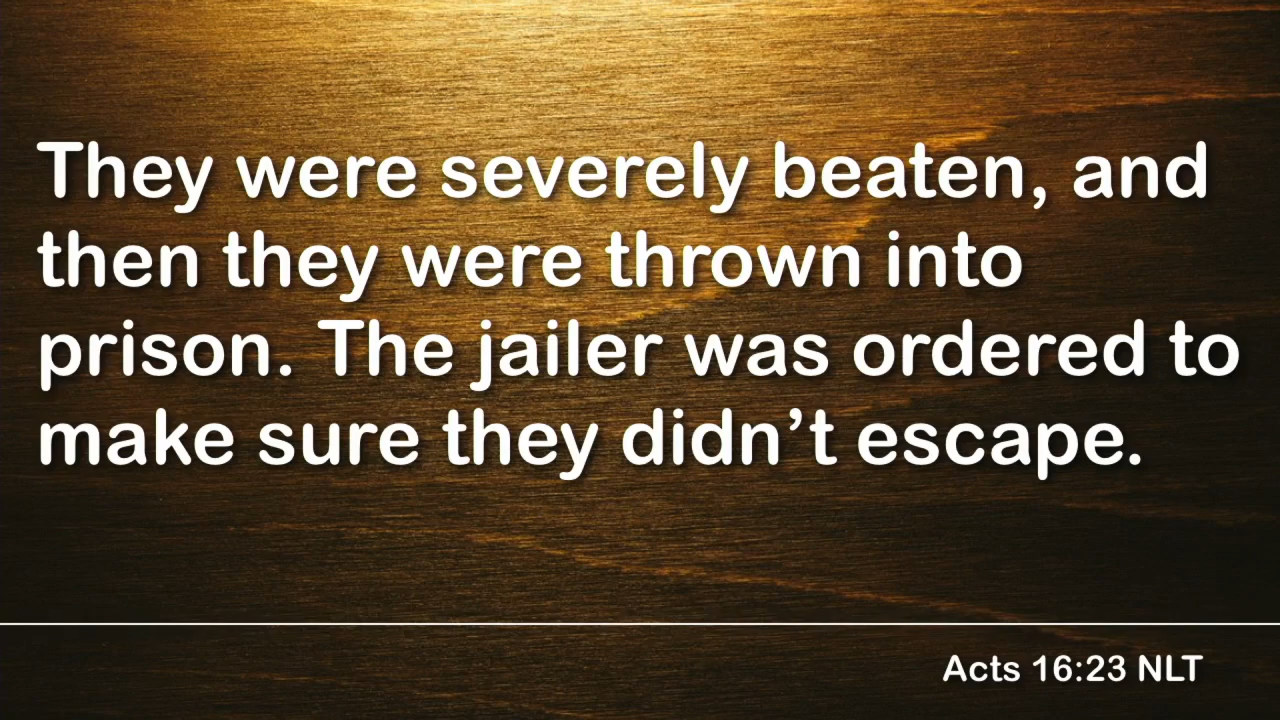 They were severely beaten, and
then they were thrown into
prison. The jailer was ordered to
make sure they didn’t escape.
Acts 16:23 NLT